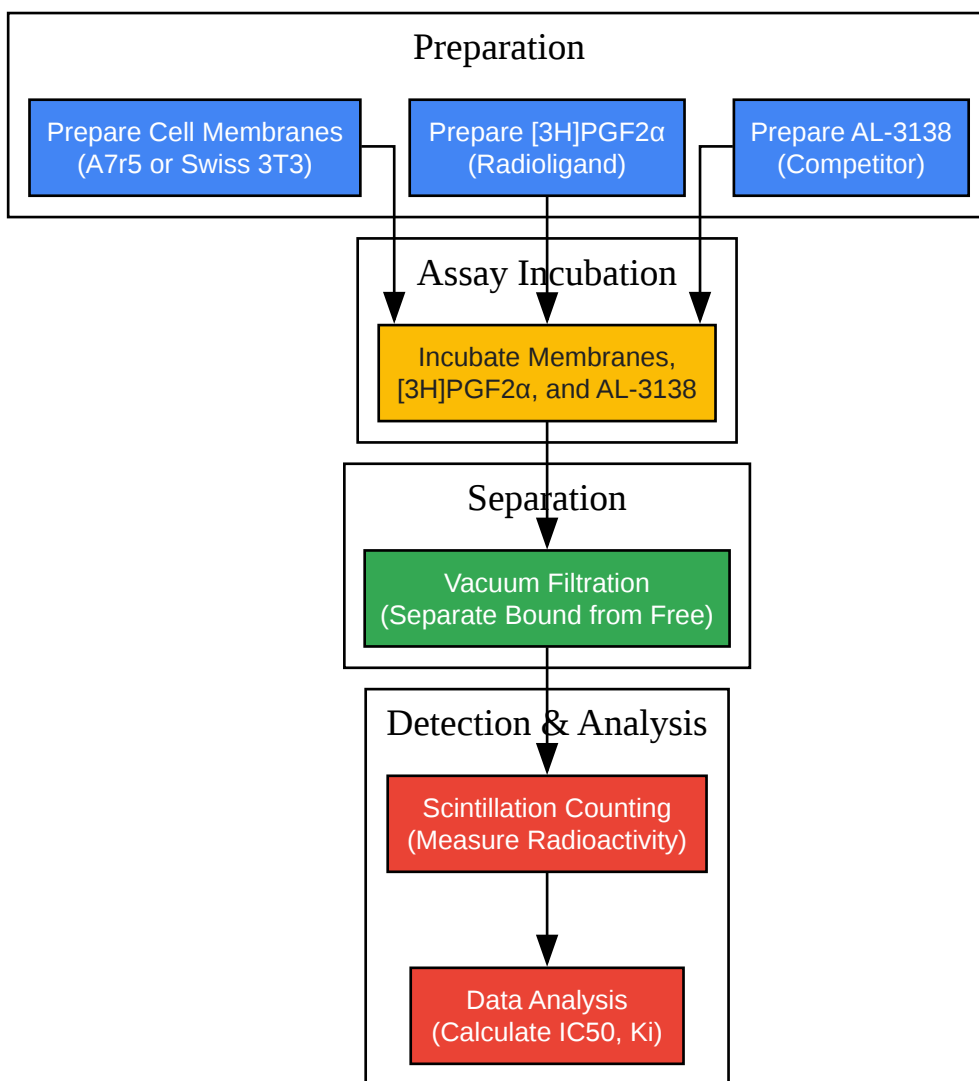 Preparation
Prepare Cell Membranes
(A7r5 or Swiss 3T3)
Prepare [3H]PGF2α
(Radioligand)
Prepare AL-3138
(Competitor)
Assay Incubation
Incubate Membranes,
[3H]PGF2α, and AL-3138
Separation
Vacuum Filtration
(Separate Bound from Free)
Detection & Analysis
Scintillation Counting
(Measure Radioactivity)
Data Analysis
(Calculate IC50, Ki)